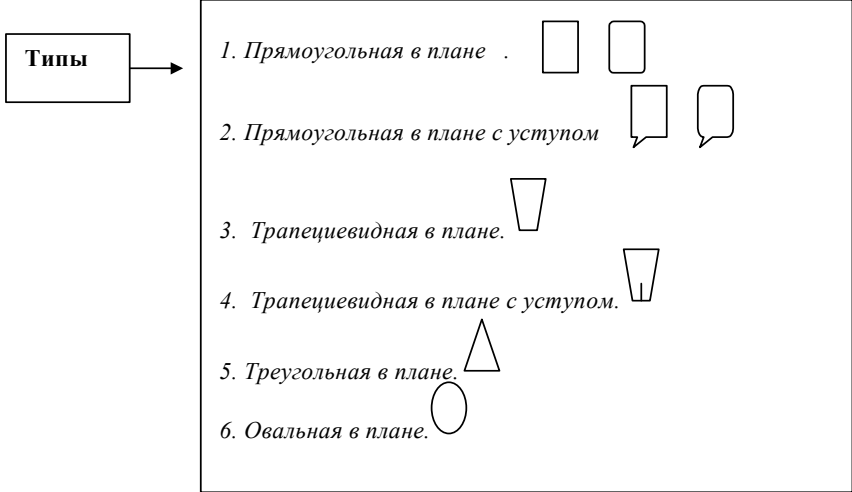 Типы
1. Прямоугольная в плане .
2. Прямоугольная в плане с уступом
3. Трапециевидная в плане.
4. Трапециевидная в плане с уступом.
5. Треугольная в плане.
6. Овальная в плане.